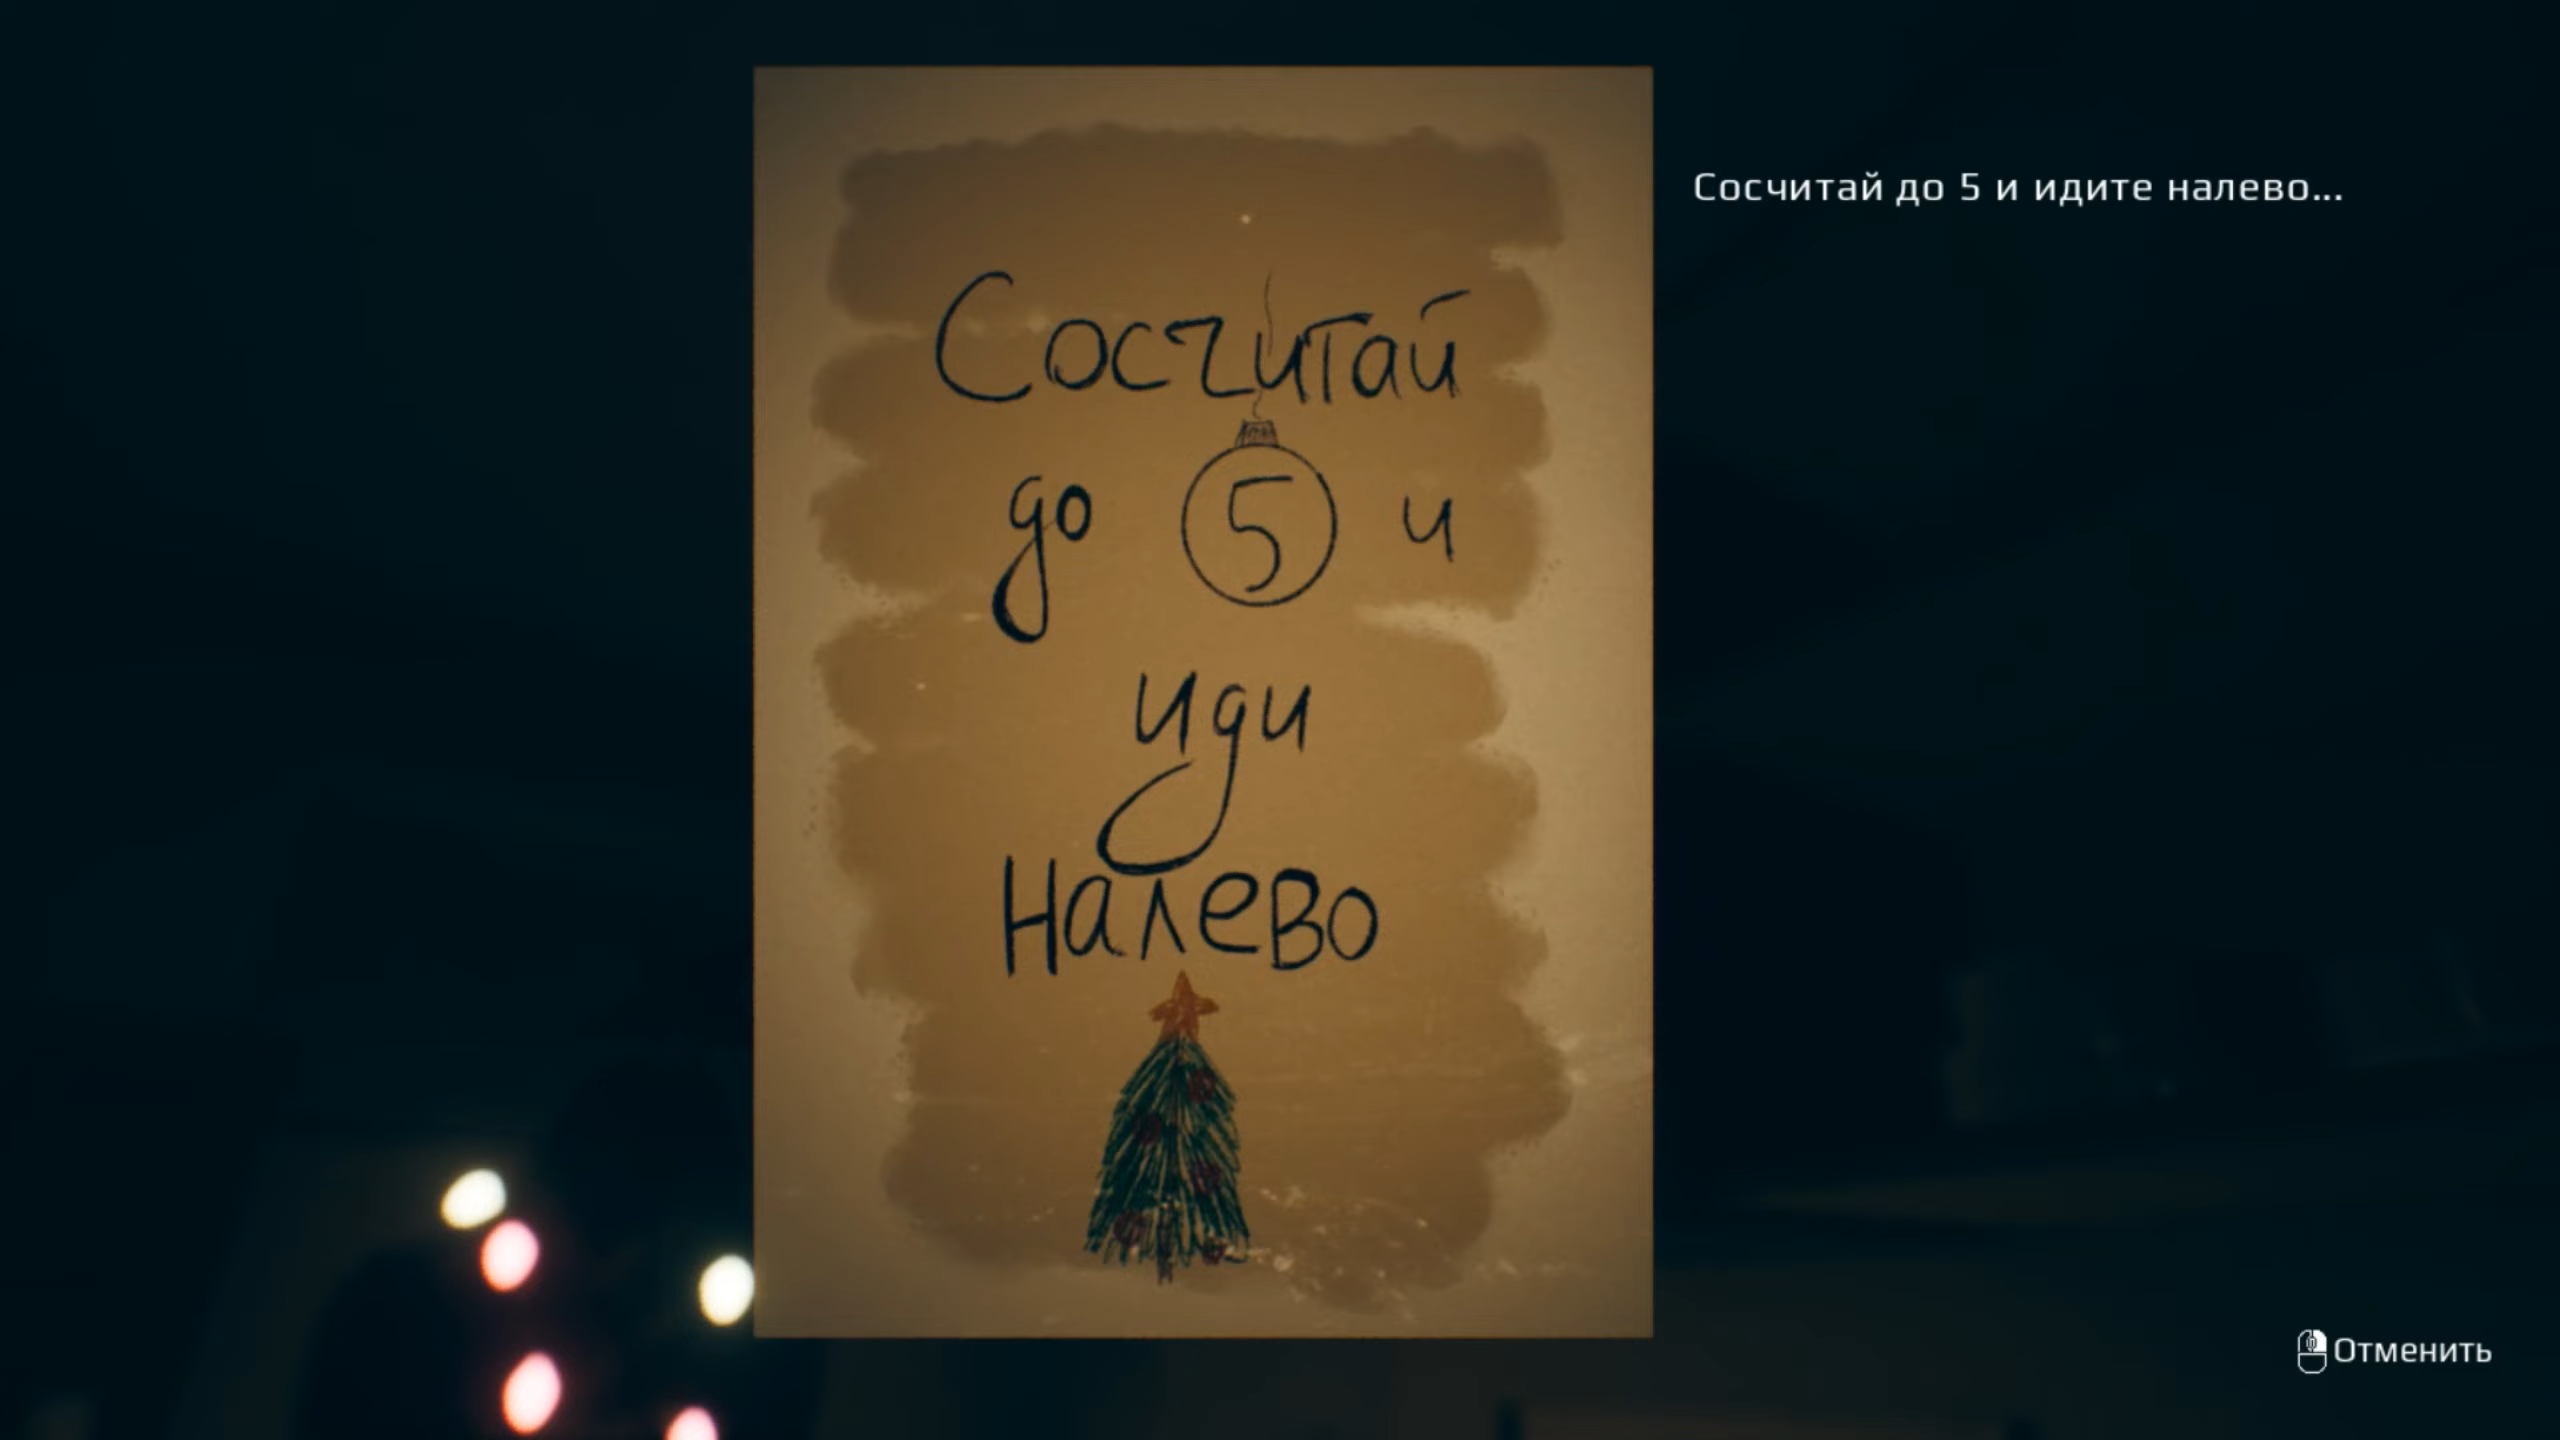 Сосчитай
до 5 и
иди
налево
Сосчитай до 5 и идите налево...
Отменить